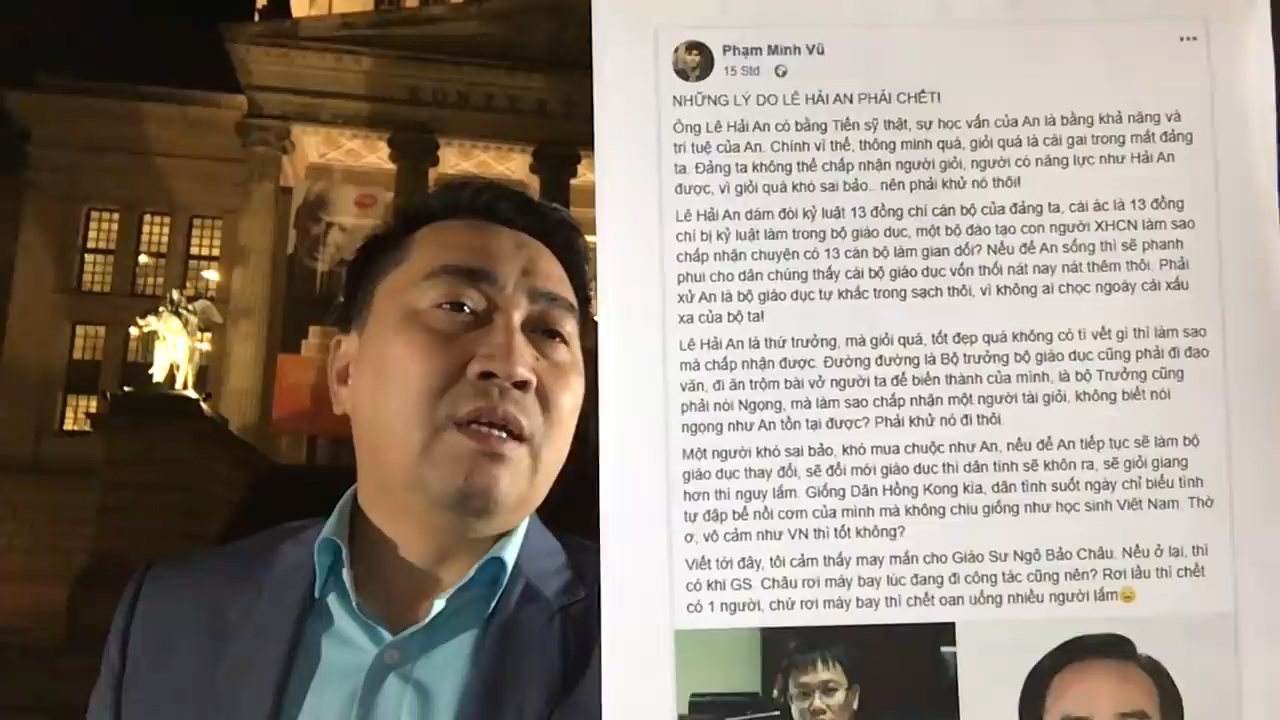 KONZERT
Phạm Minh Vũ
15 Std
NHỮNG LÝ DO LÊ HẢI AN PHẢI CHẾT!
Ông Lê Hải An có bằng Tiến sỹ thật, sự học vấn của An là bằng khả năng và
trí tuệ của An. Chính vì thế, thông minh quá, giỏi quá là cái gai trong mắt đảng
ta. Đảng ta không thể chấp nhận người giỏi, người có năng lực như Hải An
được, vì giỏi quá khó sai bảo.. nên phải khử nó thôi!
Lê Hải An dám đòi kỷ luật 13 đồng chí cán bộ của đảng ta, cái ác là 13 đồng
chí bị kỷ luật làm trong bộ giáo dục, một bộ đào tạo con người XHCN làm sao
chấp nhận chuyện có 13 cán bộ làm gian dối? Nếu để An sống thì sẽ phanh
phui cho dân chúng thấy cái bộ giáo dục vốn thối nát nay nát thêm thôi. Phải
xử An là bộ giáo dục tự khắc trong sạch thôi, vì không ai chọc ngoáy cái xấu
xa của bộ ta!
Lê Hải An là thứ trưởng, mà giỏi quá, tốt đẹp quá không có tì vết gì thì làm sao
mà chấp nhận được. Đường đường là Bộ trưởng bộ giáo dục cũng phải đi đạo
văn, đi ăn trộm bài vở người ta để biến thành của mình, là bộ Trưởng cũng
phải nói Ngọng, mà làm sao chấp nhận một người tài giỏi, không biết nói
ngọng như An tồn tại được? Phải khử nó đi thôi.
Một người khó sai bảo, khó mua chuộc như An, nếu để An tiếp tục sẽ làm bộ
giáo dục thay đổi, sẽ đổi mới giáo dục thì dân tình sẽ khôn ra, sẽ giỏi giang
hơn thì nguy lắm. Giống Dân Hồng Kong kìa, dân tình suốt ngày chỉ biểu tình
tự đập bể nồi cơm của mình mà không chịu giống như học sinh Việt Nam. Thờ
ơ, vô cảm như VN thì tốt không?
Viết tới đây, tôi cảm thấy may mắn cho Giáo Sư Ngô Bảo Châu. Nếu ở lại, thì
có khi GS. Châu rơi máy bay lúc đang đi công tác cũng nên? Rơi lầu thì chết
có 1 người, chứ rơi máy bay thì chết oan uổng nhiều người lắm😩